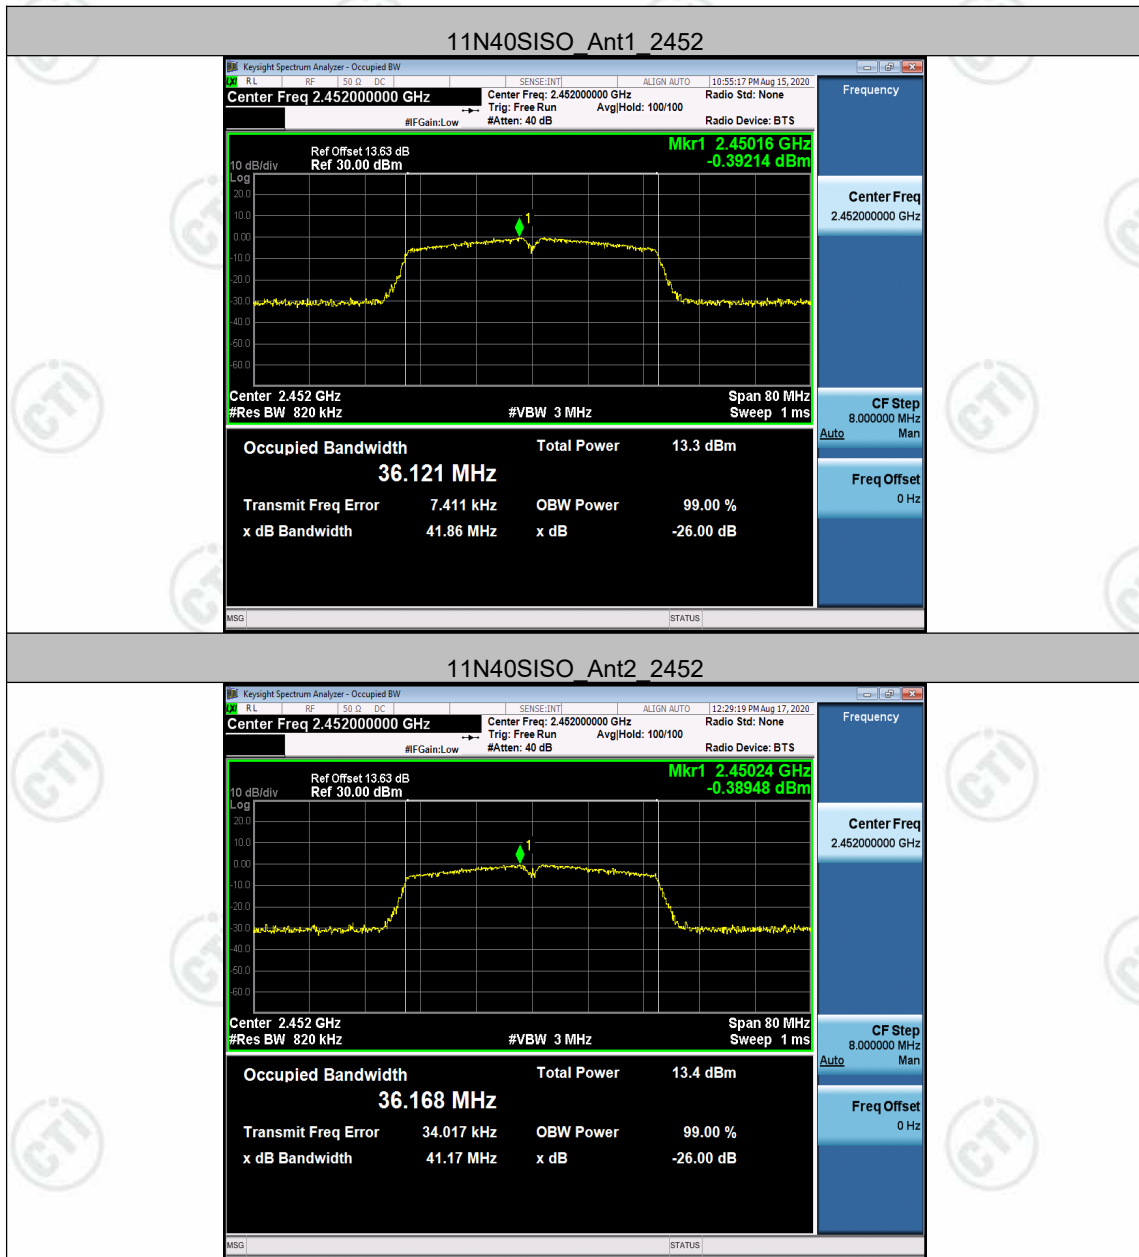 11N40SISO_Ant1_2452
Keysight Spectrum Analyzer - Occupied BW
RL RF 50 Ω DC SENSE:INT ALIGN AUTO 10:55:17 PM Aug 15, 2020
Center Freq 2.452000000 GHz Center Freq: 2.452000000 GHz Radio Std: None
Trig: Free Run Avg|Hold: 100/100
#IFGain:Low #Atten: 40 dB Radio Device: BTS
Frequency
Ref Offset 13.63 dB Mkr1 2.45016 GHz
10 dB/div Ref 30.00 dBm -0.39214 dBm
Log
20.0
10.0
0.00
-10.0
-20.0
-30.0
-40.0
-50.0
-60.0
1
Center 2.452 GHz Span 80 MHz
#Res BW 820 kHz #VBW 3 MHz Sweep 1 ms
Center Freq
2.452000000 GHz
CF Step
8.000000 MHz
Auto Man
Freq Offset
0 Hz
Occupied Bandwidth Total Power 13.3 dBm
36.121 MHz
Transmit Freq Error 7.411 kHz OBW Power 99.00 %
x dB Bandwidth 41.86 MHz x dB -26.00 dB
MSG STATUS
11N40SISO_Ant2_2452
Keysight Spectrum Analyzer - Occupied BW
RL RF 50 Ω DC SENSE:INT ALIGN AUTO 12:29:19 PM Aug 17, 2020
Center Freq 2.452000000 GHz Center Freq: 2.452000000 GHz Radio Std: None
Trig: Free Run Avg|Hold: 100/100
#IFGain:Low #Atten: 40 dB Radio Device: BTS
Frequency
Ref Offset 13.63 dB Mkr1 2.45024 GHz
10 dB/div Ref 30.00 dBm -0.38948 dBm
Log
20.0
10.0
0.00
-10.0
-20.0
-30.0
-40.0
-50.0
-60.0
1
Center 2.452 GHz Span 80 MHz
#Res BW 820 kHz #VBW 3 MHz Sweep 1 ms
Center Freq
2.452000000 GHz
CF Step
8.000000 MHz
Auto Man
Freq Offset
0 Hz
Occupied Bandwidth Total Power 13.4 dBm
36.168 MHz
Transmit Freq Error 34.017 kHz OBW Power 99.00 %
x dB Bandwidth 41.17 MHz x dB -26.00 dB
MSG STATUS
CTI